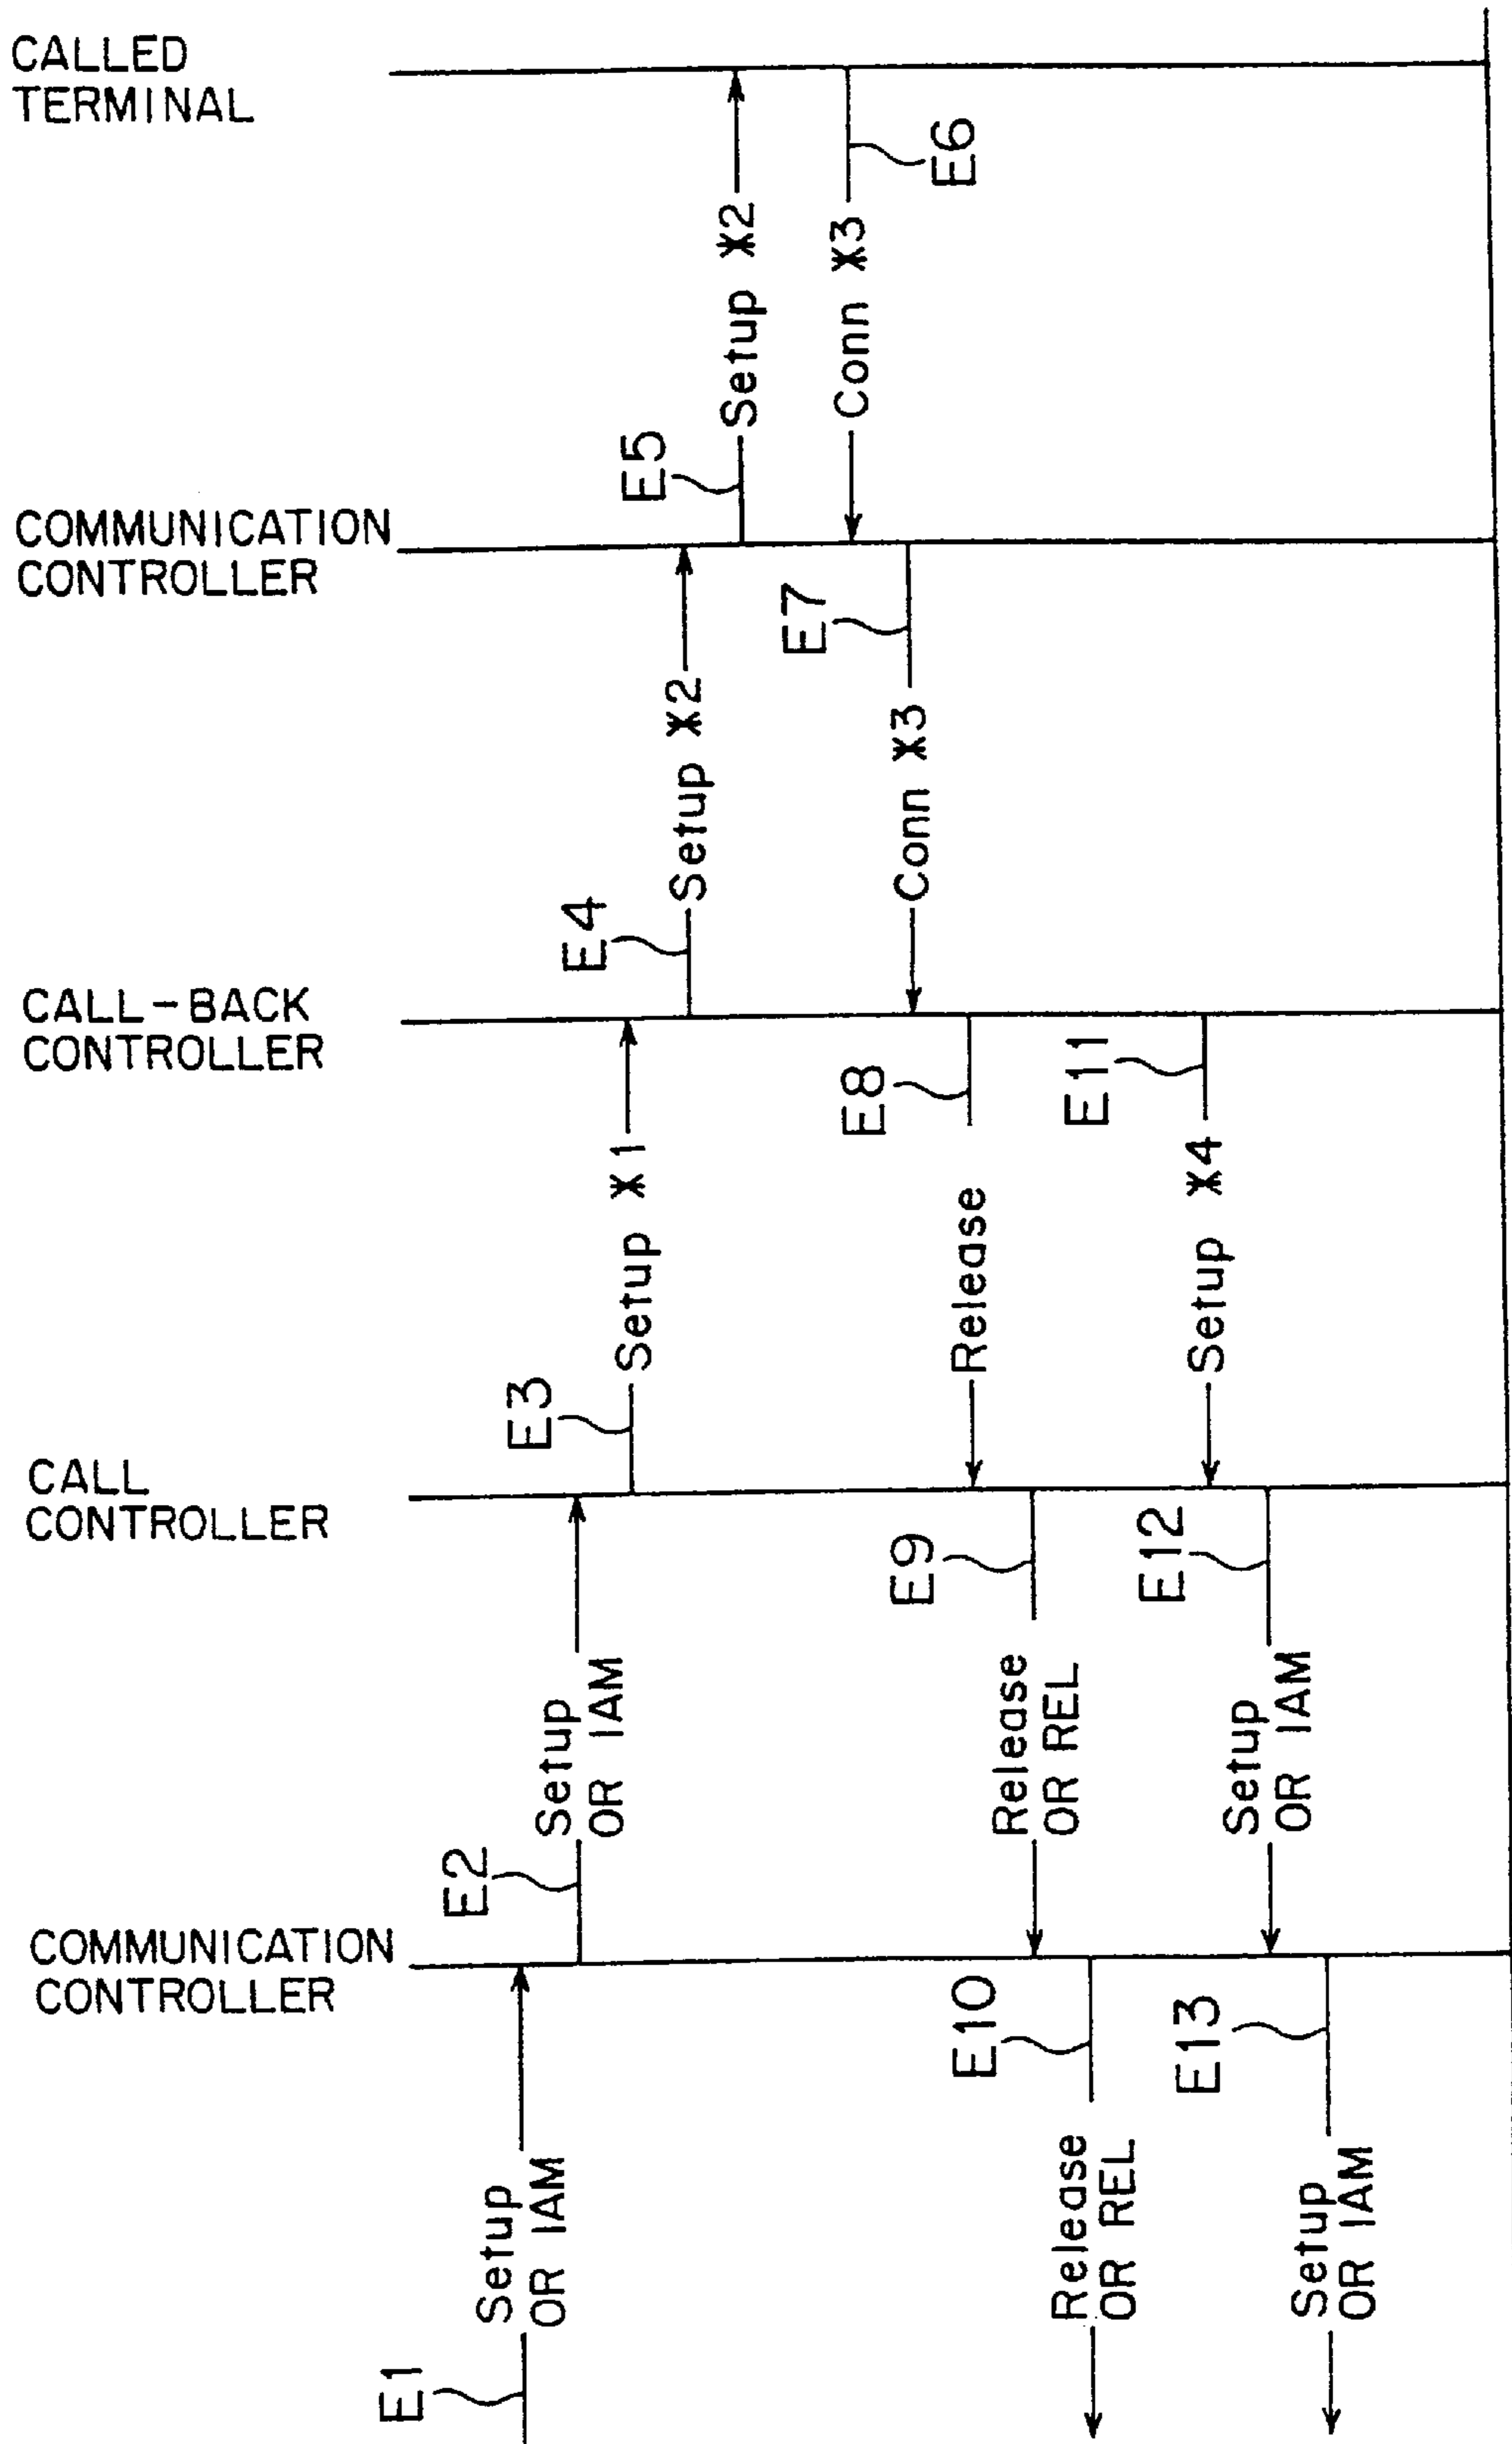 CALLED
TERMINAL
COMMUNICATION
CONTROLLER
CALL-BACK
CONTROLLER
CALL
CONTROLLER
COMMUNICATION
CONTROLLER
E1
Setup
OR IAM
E2
Setup
OR IAM
E3
Setup *1
E4
Setup *2
E5
Setup *2
E6
Conn *3
E7
Conn *3
E8
Release
E9
Release
OR REL
E10
Release
OR REL
E11
Setup *4
E12
Setup
OR IAM
E13
Setup
OR IAM